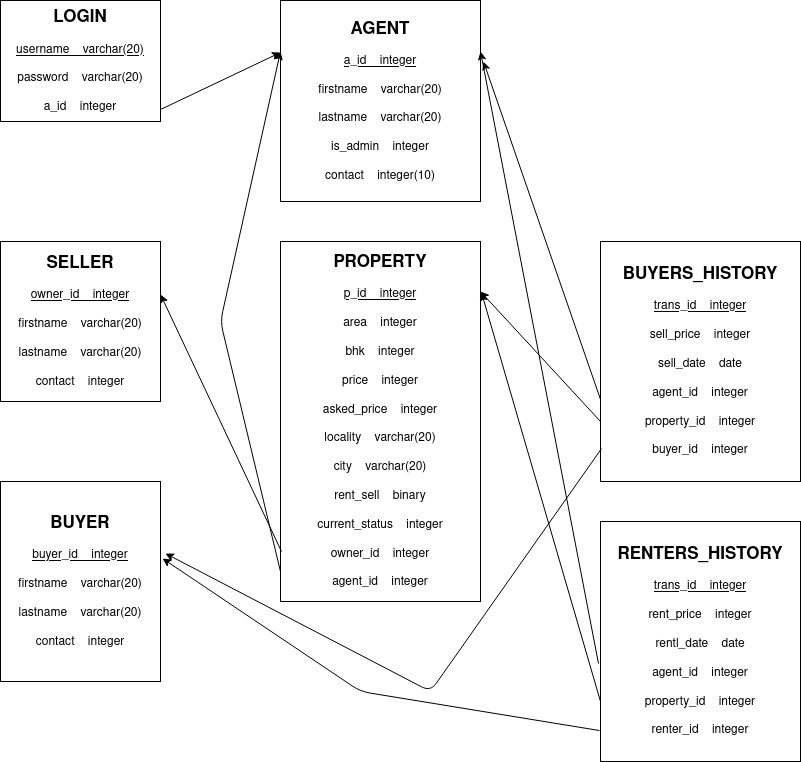 LOGIN
username varchar(20)
password varchar(20)
a_id integer
AGENT
a_id integer
firstname varchar(20)
lastname varchar(20)
is_admin integer
contact integer(10)
SELLER
owner_id integer
firstname varchar(20)
lastname varchar(20)
contact integer
PROPERTY
p_id integer
area integer
bhk integer
price integer
asked_price integer
locality varchar(20)
city varchar(20)
rent_sell binary
current_status integer
owner_id integer
agent_id integer
BUYERS_HISTORY
trans_id integer
sell_price integer
sell_date date
agent_id integer
property_id integer
buyer_id integer
BUYER
buyer_id integer
firstname varchar(20)
lastname varchar(20)
contact integer
RENTERS_HISTORY
trans_id integer
rent_price integer
rentl_date date
agent_id integer
property_id integer
renter_id integer